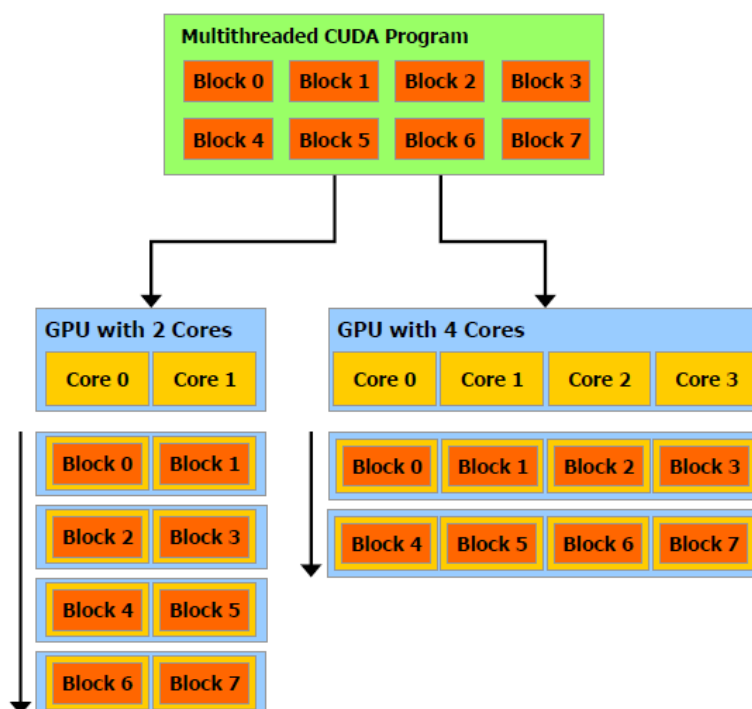 Multithreaded CUDA Program
Block 0 Block 1 Block 2 Block 3
Block 4 Block 5 Block 6 Block 7
GPU with 2 Cores
Core 0 Core 1
Block 0 Block 1
Block 2 Block 3
Block 4 Block 5
Block 6 Block 7
GPU with 4 Cores
Core 0 Core 1 Core 2 Core 3
Block 0 Block 1 Block 2 Block 3
Block 4 Block 5 Block 6 Block 7